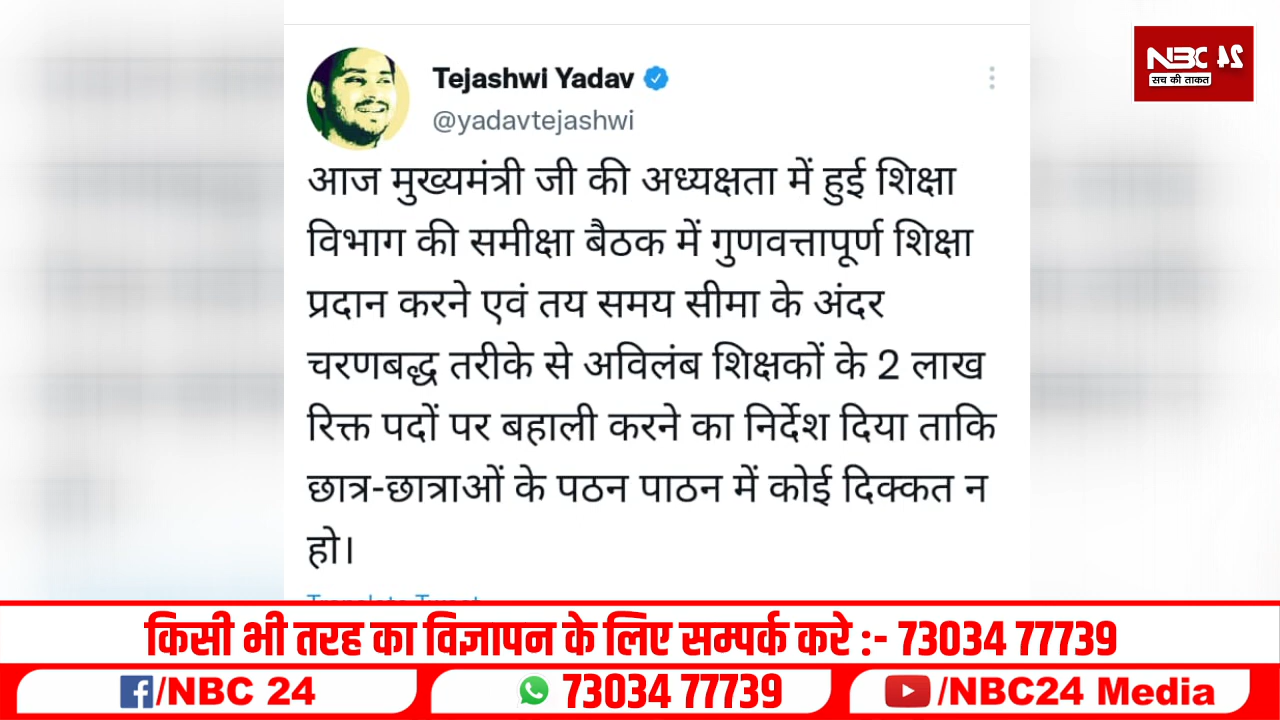 Tejashwi Yadav
@yadavtejashwi
NBC 24
सच की ताकत
आज मुख्यमंत्री जी की अध्यक्षता में हुई शिक्षा
विभाग की समीक्षा बैठक में गुणवत्तापूर्ण शिक्षा
प्रदान करने एवं तय समय सीमा के अंदर
चरणबद्ध तरीके से अविलंब शिक्षकों के 2 लाख
रिक्त पदों पर बहाली करने का निर्देश दिया ताकि
छात्र-छात्राओं के पठन पाठन में कोई दिक्कत न
हो।
Translate Tweet
किसी भी तरह का विज्ञापन के लिए सम्पर्क करे :- 73034 77739
/NBC 24
73034 77739
/NBC24 Media